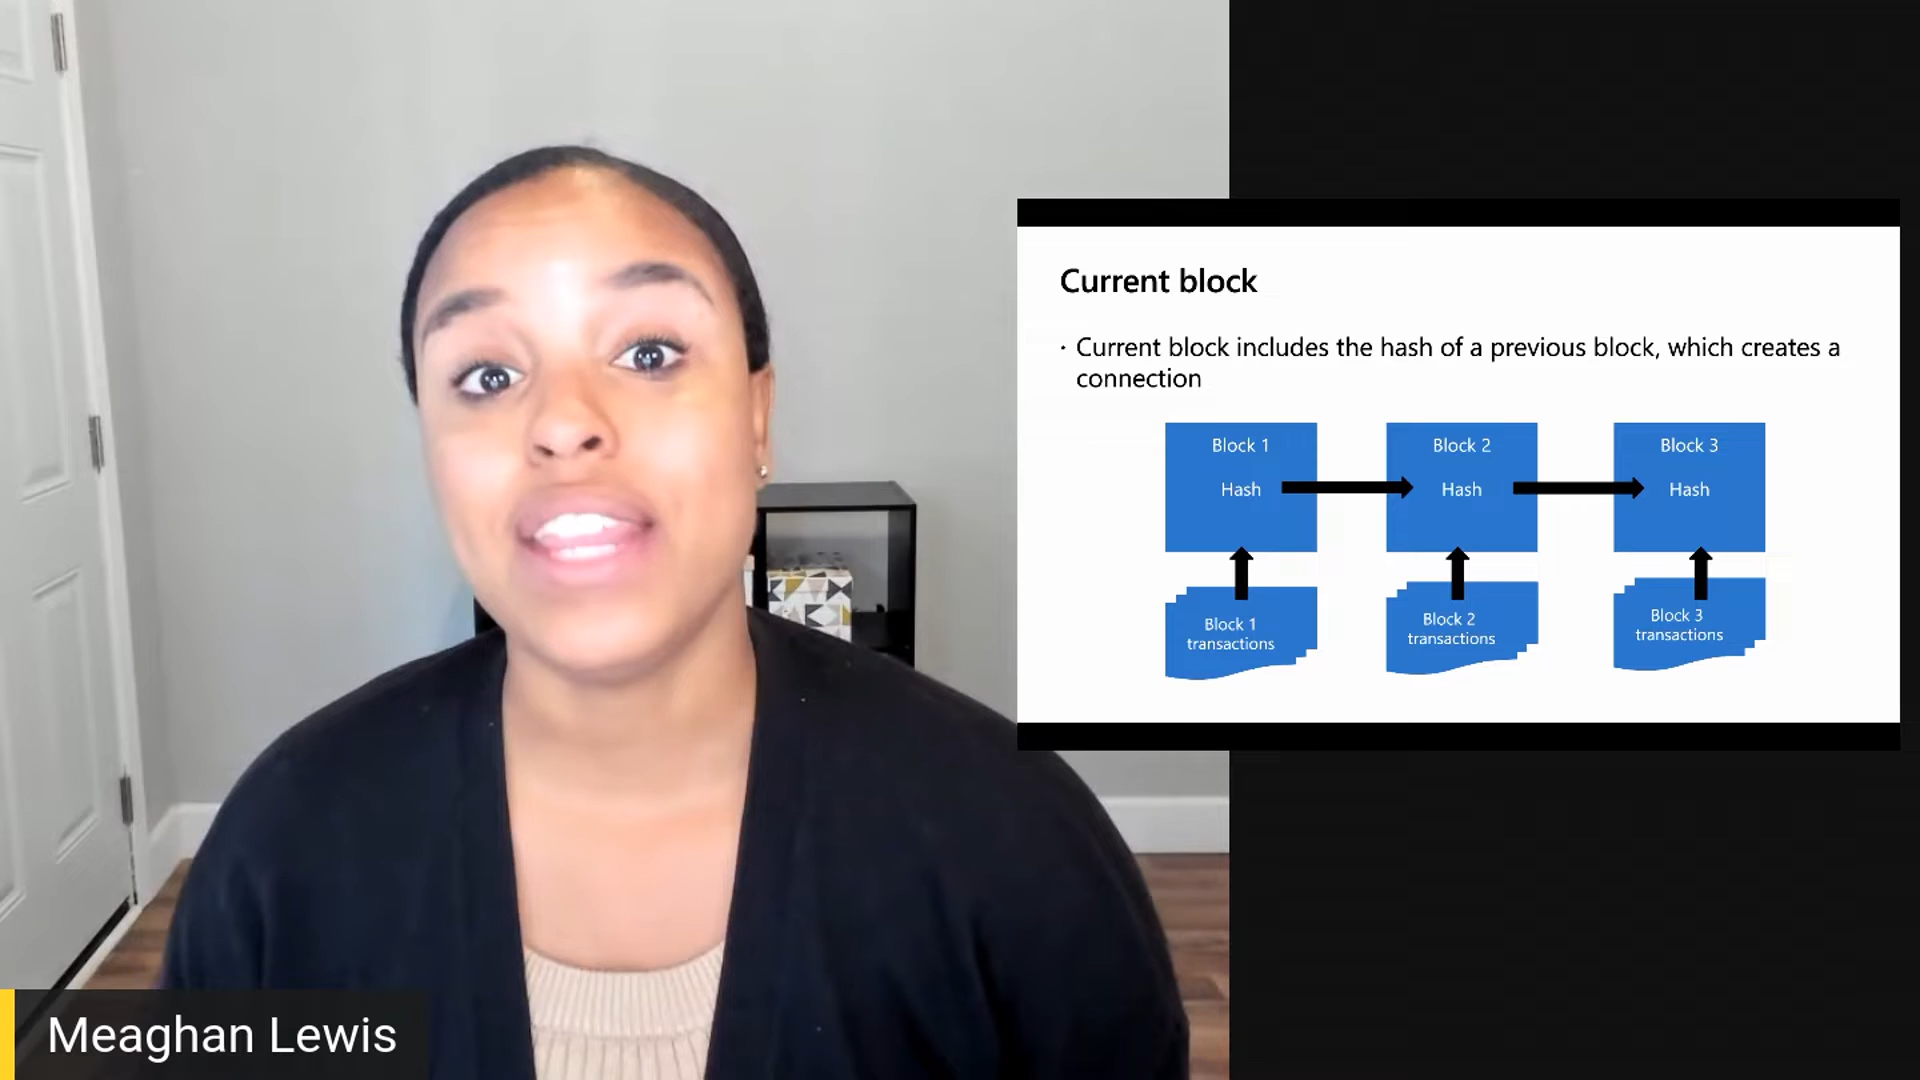 Current block
· Current block includes the hash of a previous block, which creates a
connection
Block 1
Hash
Block 2
Hash
Block 3
Hash
Block 1
transactions
Block 2
transactions
Block 3
transactions
Meaghan Lewis